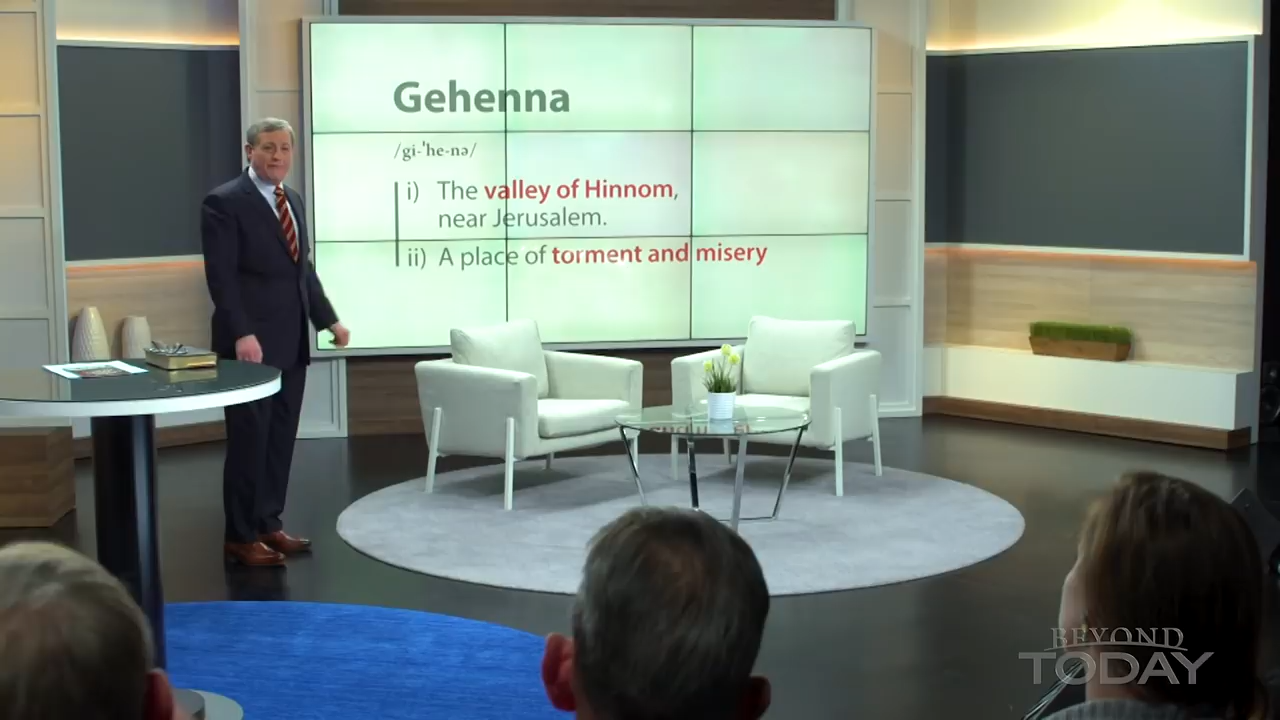 Gehenna
/gi-ˈhe-nə/
i) The valley of Hinnom,
near Jerusalem.
ii) A place of torment and misery
BEYOND
TODAY